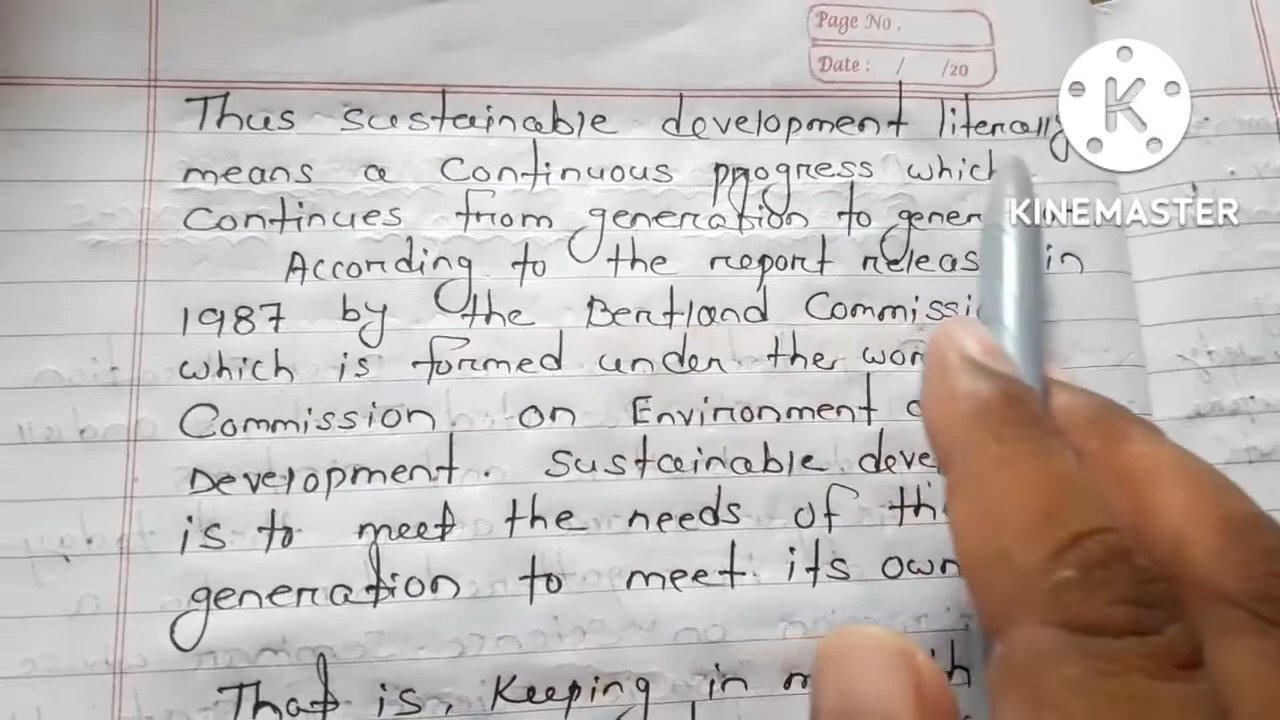 Page No.
Date: / /20
Thus sustainable development literally
means a continuous progress which
continues from generation to gener
KINEMASTER
According to the report releas in
1987 by the Bertland Commissi
which is formed under the wor
Commission on Environment
Development. Sustainable deve
is to meet the needs of thi
generation to meet its own
That is, Keeping in